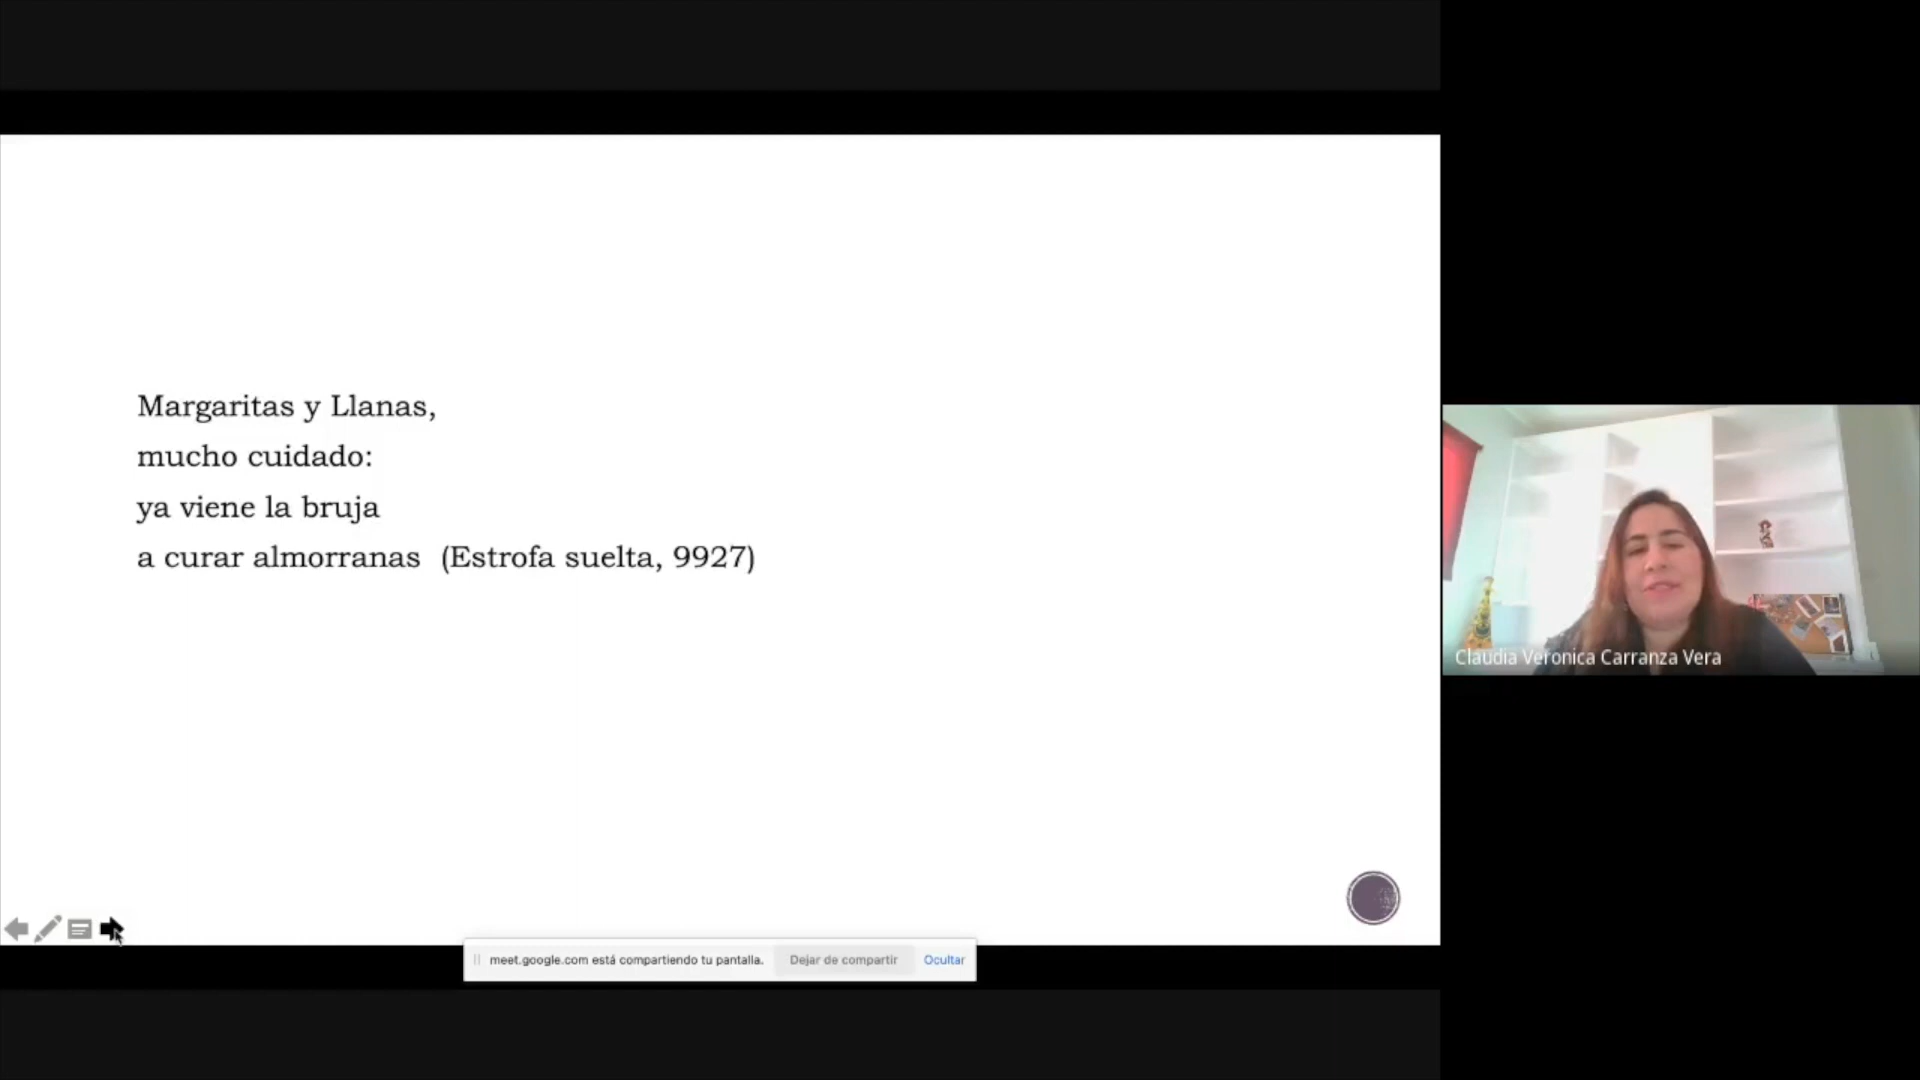 Margaritas y Llanas,
mucho cuidado:
ya viene la bruja
a curar almorranas (Estrofa suelta, 9927)
Claudia Veronica Carranza Vera
meet.google.com está compartiendo tu pantalla. Dejar de compartir Ocultar